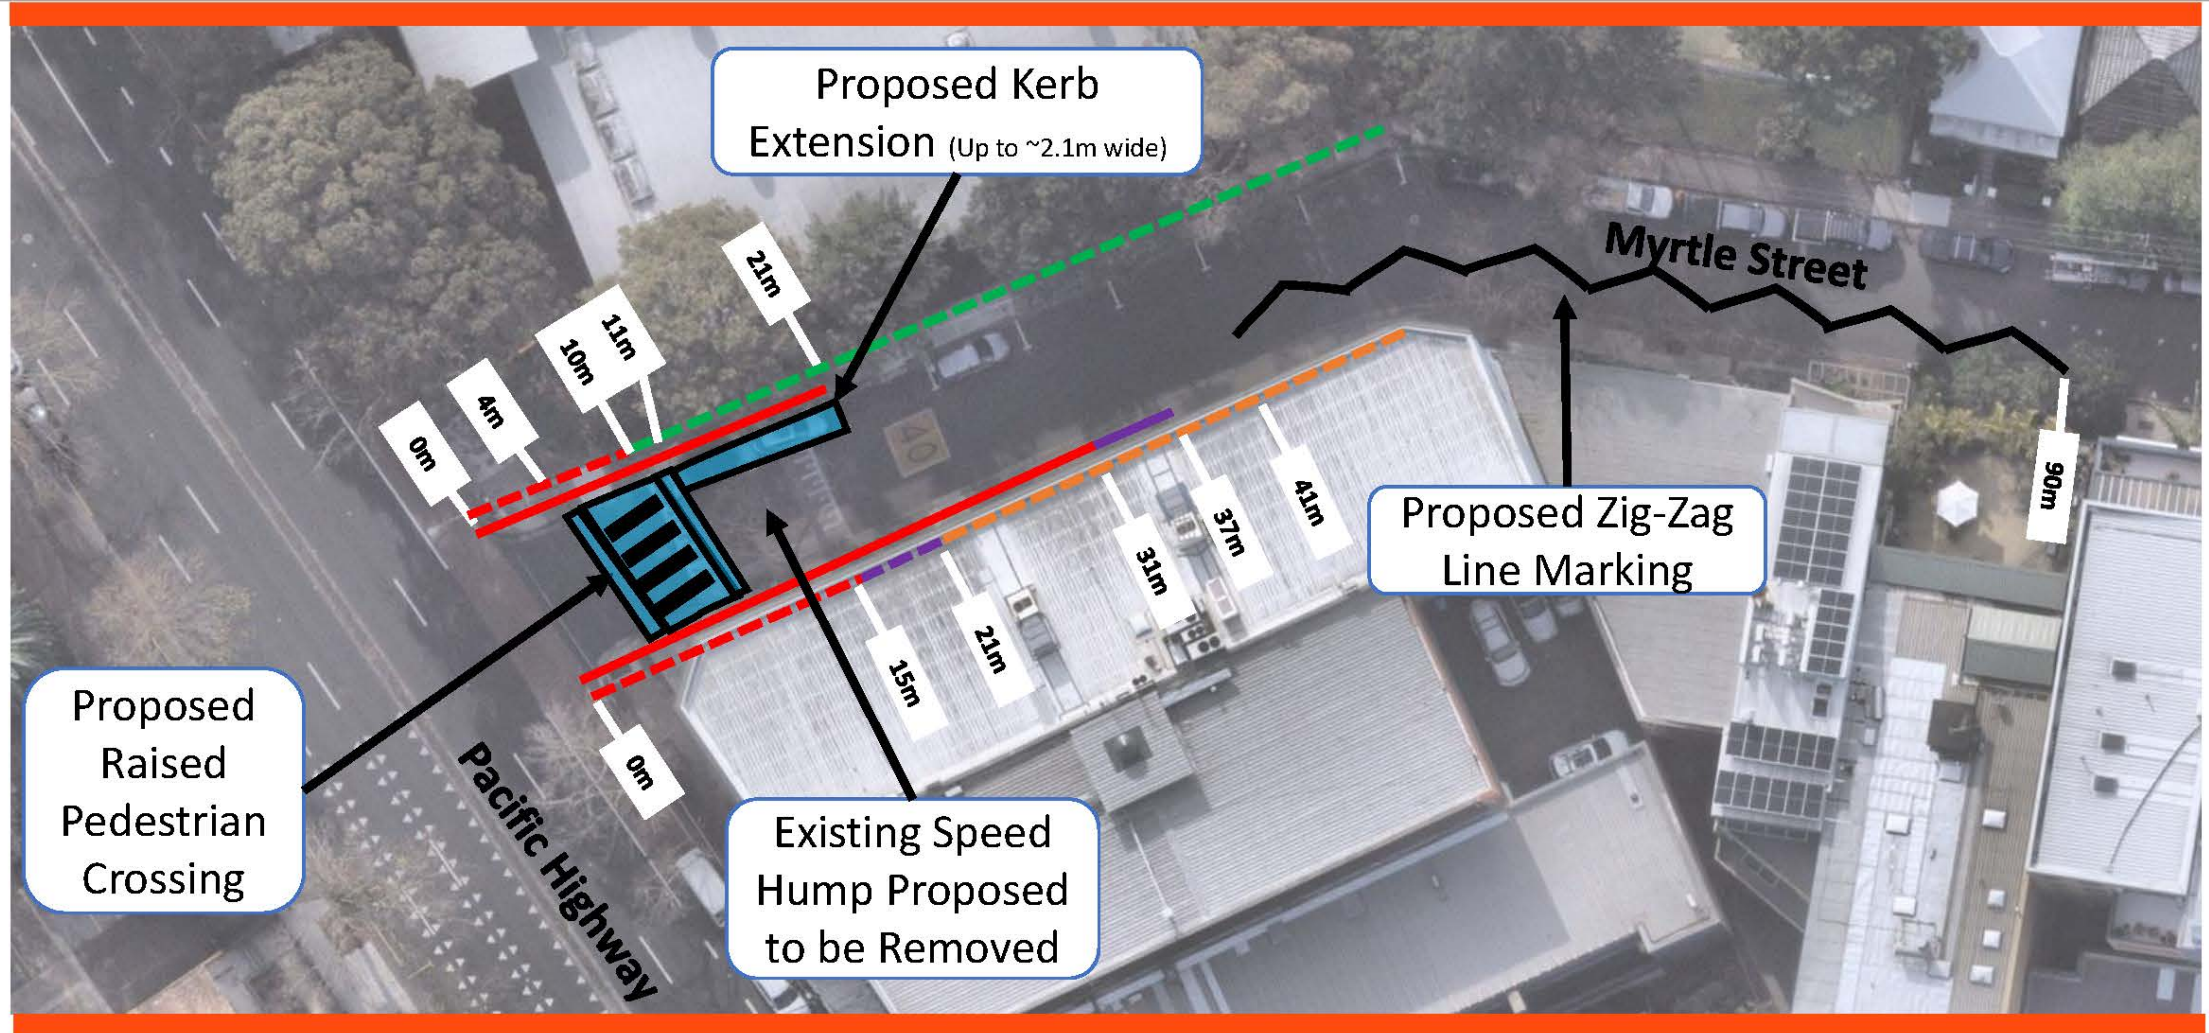 Proposed Kerb
Extension (Up to ~2.1m wide)
Myrtle Street
21m
11m
10m
4m
0m
40
90m
41m
37m
31m
21m
15m
0m
Proposed Zig-Zag
Line Marking
Proposed
Raised
Pedestrian
Crossing
Pacific Highway
Existing Speed
Hump Proposed
to be Removed